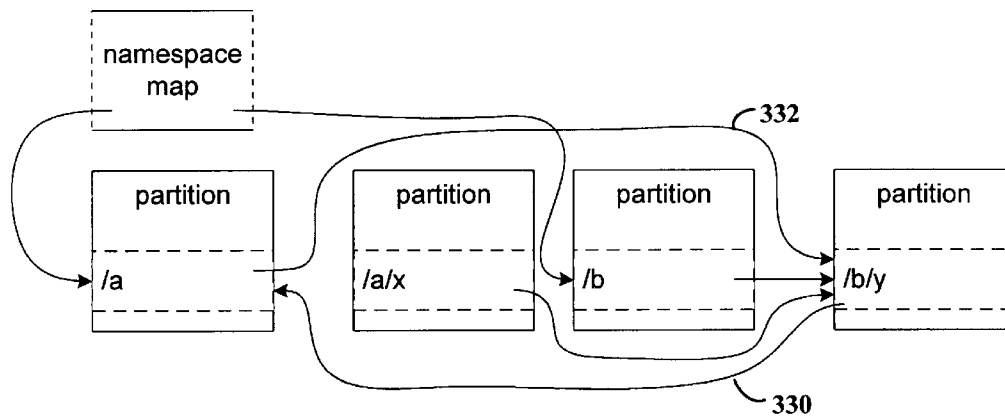 namespace
map
332
partition
partition
partition
partition
/a
/a/x
/b
/b/y
330